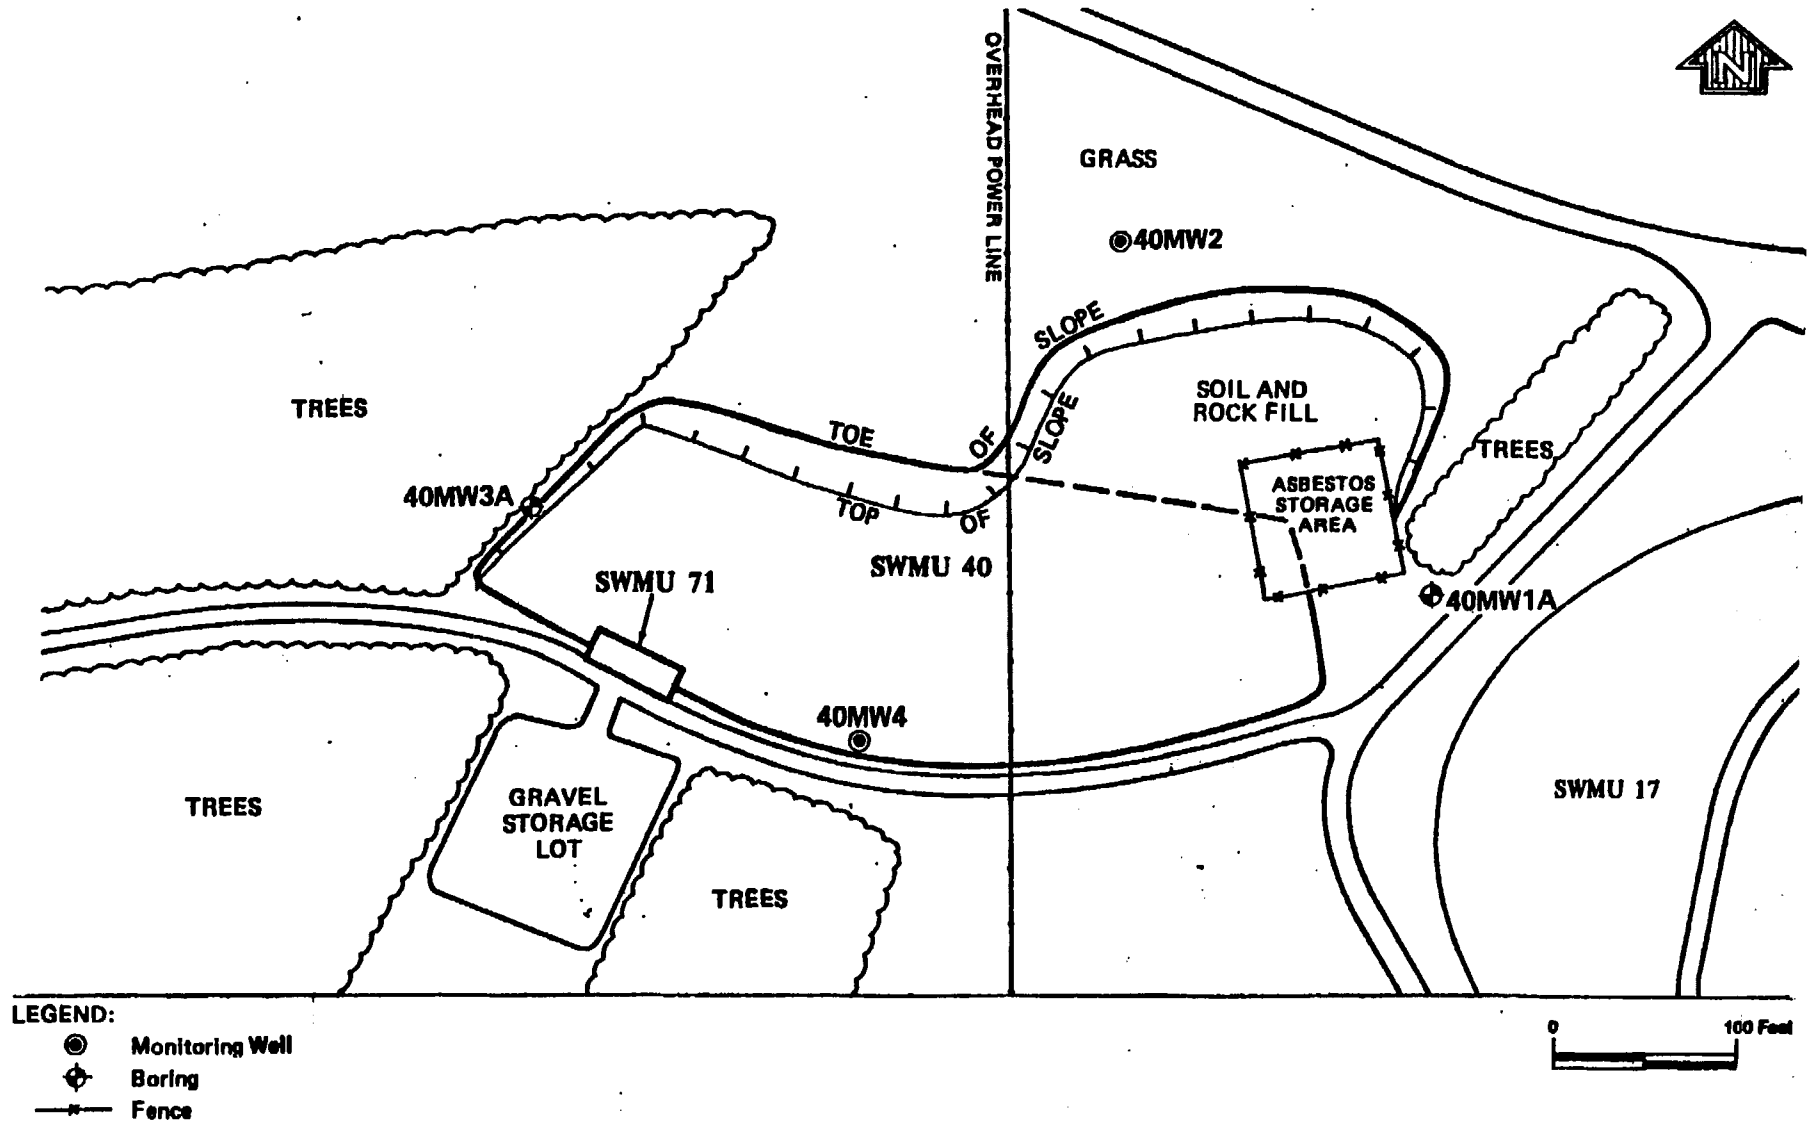 N
OVERHEAD POWER LINE
GRASS
40MW2
SLOPE
SOIL AND
ROCK FILL
TREES
TOE
OF
SLOPE
TREES
40MW3A
ASBESTOS
STORAGE
AREA
TOP
OF
SWMU 40
SWMU 71
40MW1A
40MW4
SWMU 17
TREES
GRAVEL
STORAGE
LOT
TREES
LEGEND:
Monitoring Well
Boring
Fence
0 100 Feet